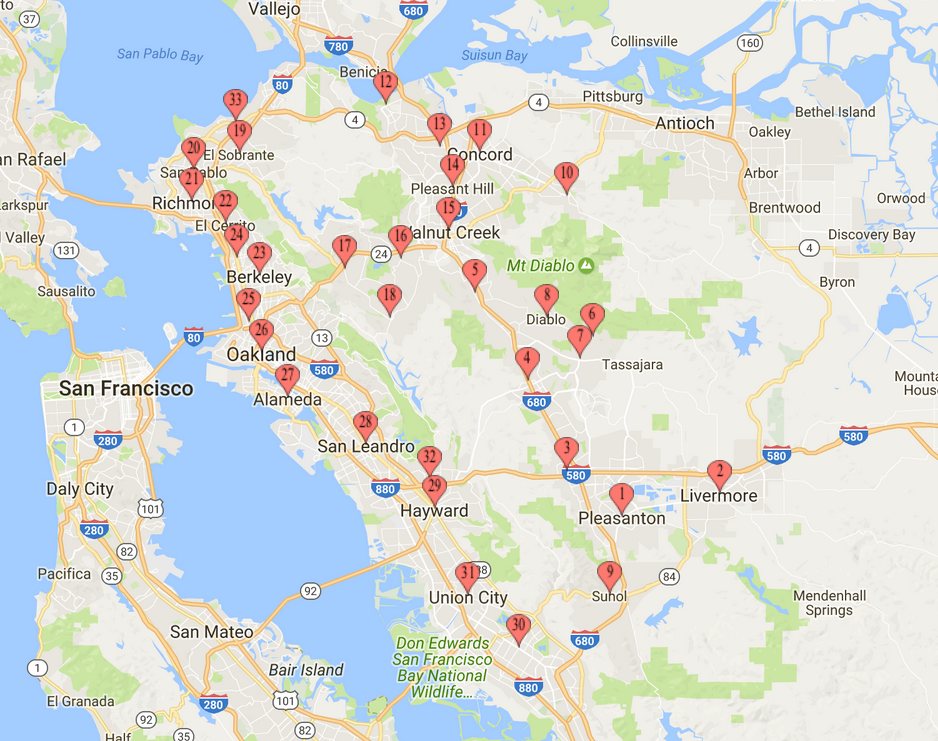 to
37
Vallejo
680
Collinsville
160
San Pablo Bay
780
Suisun Bay
80
Benicia
12
4
Pittsburg
Bethel Island
33
4
13
11
Antioch
Oakley
19
20
El Sobrante
Concord
an Rafael
San Pablo
14
10
Arbor
21
Pleasant Hill
Orwood
arkspur
22
15
Brentwood
El Cerrito
Walnut Creek
l Valley
24
16
Discovery Bay
131
23
17
24
4
Mt Diablo
Berkeley
5
Byron
Sausalito
25
18
8
6
Diablo
26
13
7
80
Oakland
580
4
Tassajara
27
Mounta
San Francisco
House
Alameda
680
1
28
280
San Leandro
580
3
32
580
2
580
Daly City
880
29
1
Livermore
101
Hayward
Pleasanton
280
82
Pacifica
35
31
9
84
92
Union City
Sunol
Mendenhall
Springs
San Mateo
30
Don Edwards
680
1
Bair Island
San Francisco
Bay National
Wildlife...
El Granada
280
101
880
92
82
Half
35